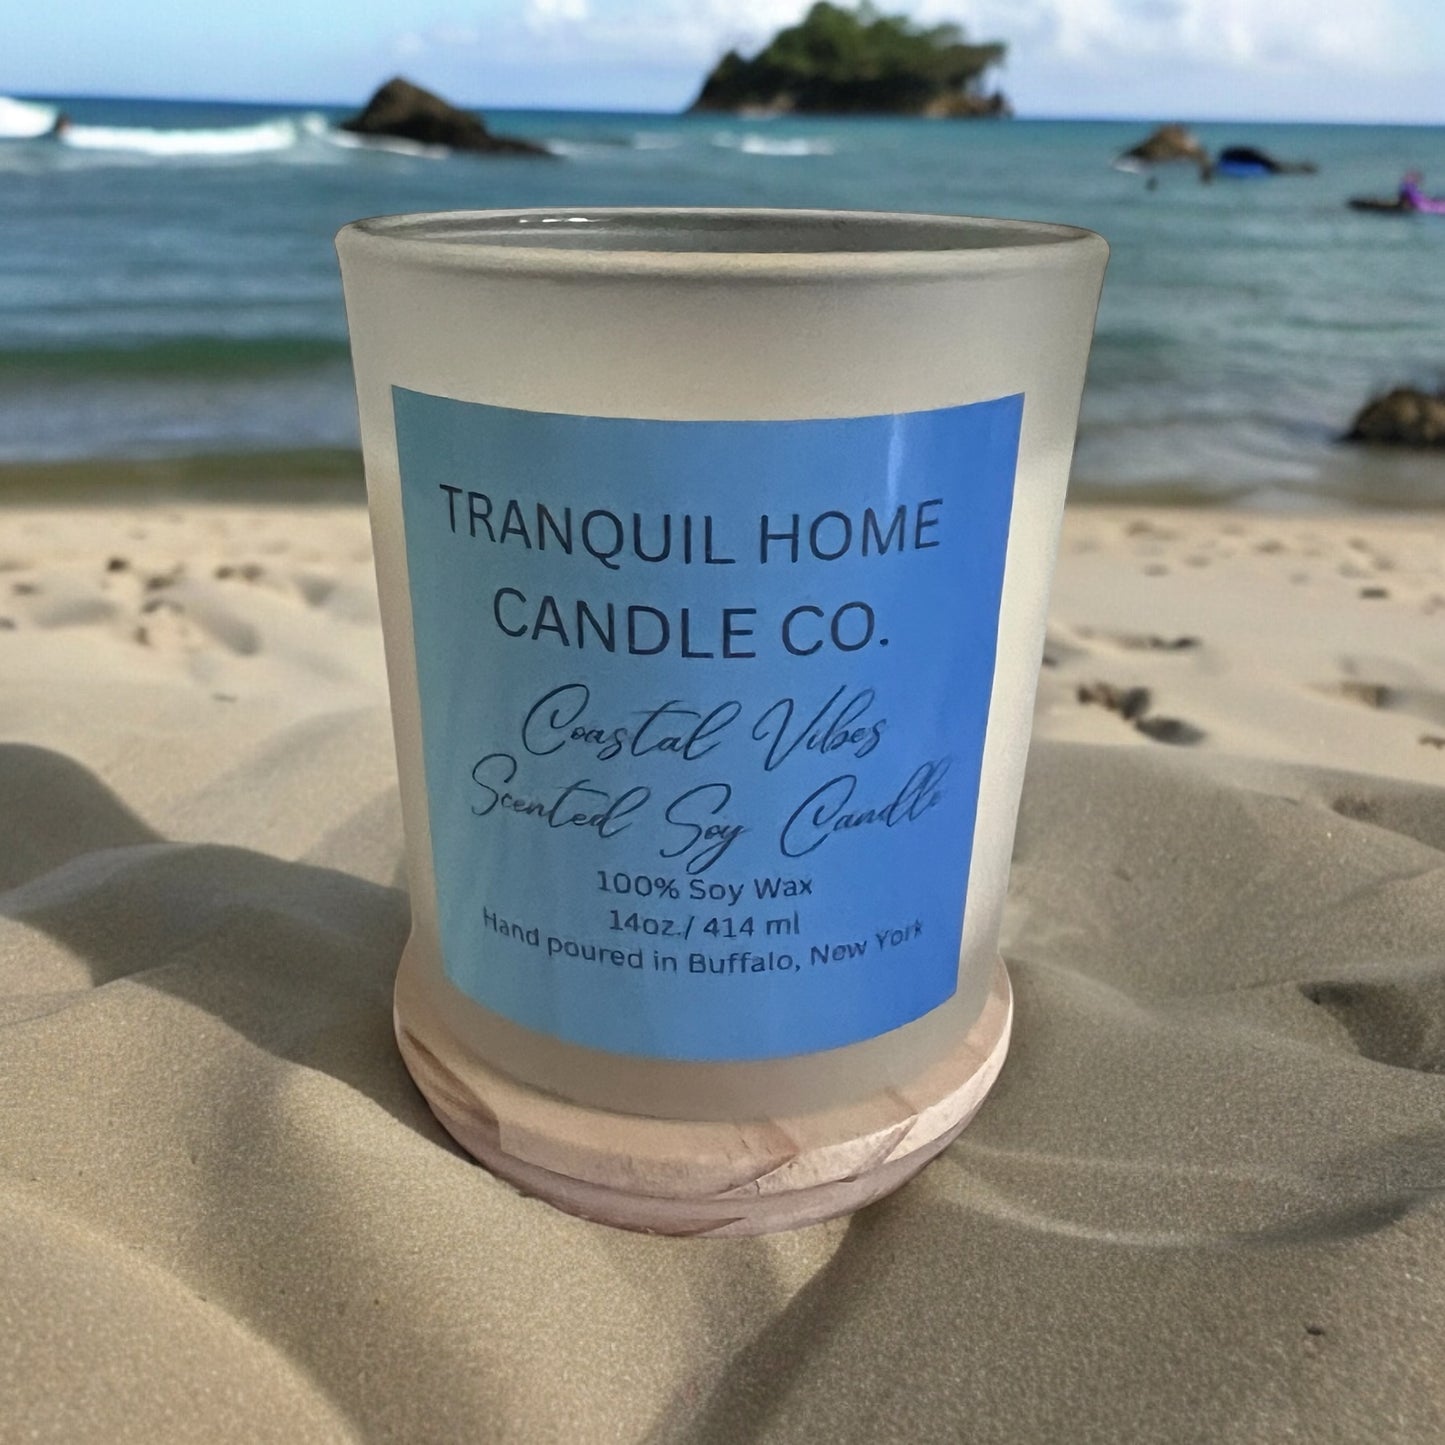 TRANQUIL HOME
CANDLE CO.
Coastal Vibes
Scented Soy Candle
100% Soy Wax
14oz./ 414 ml
Hand poured in Buffalo, New York